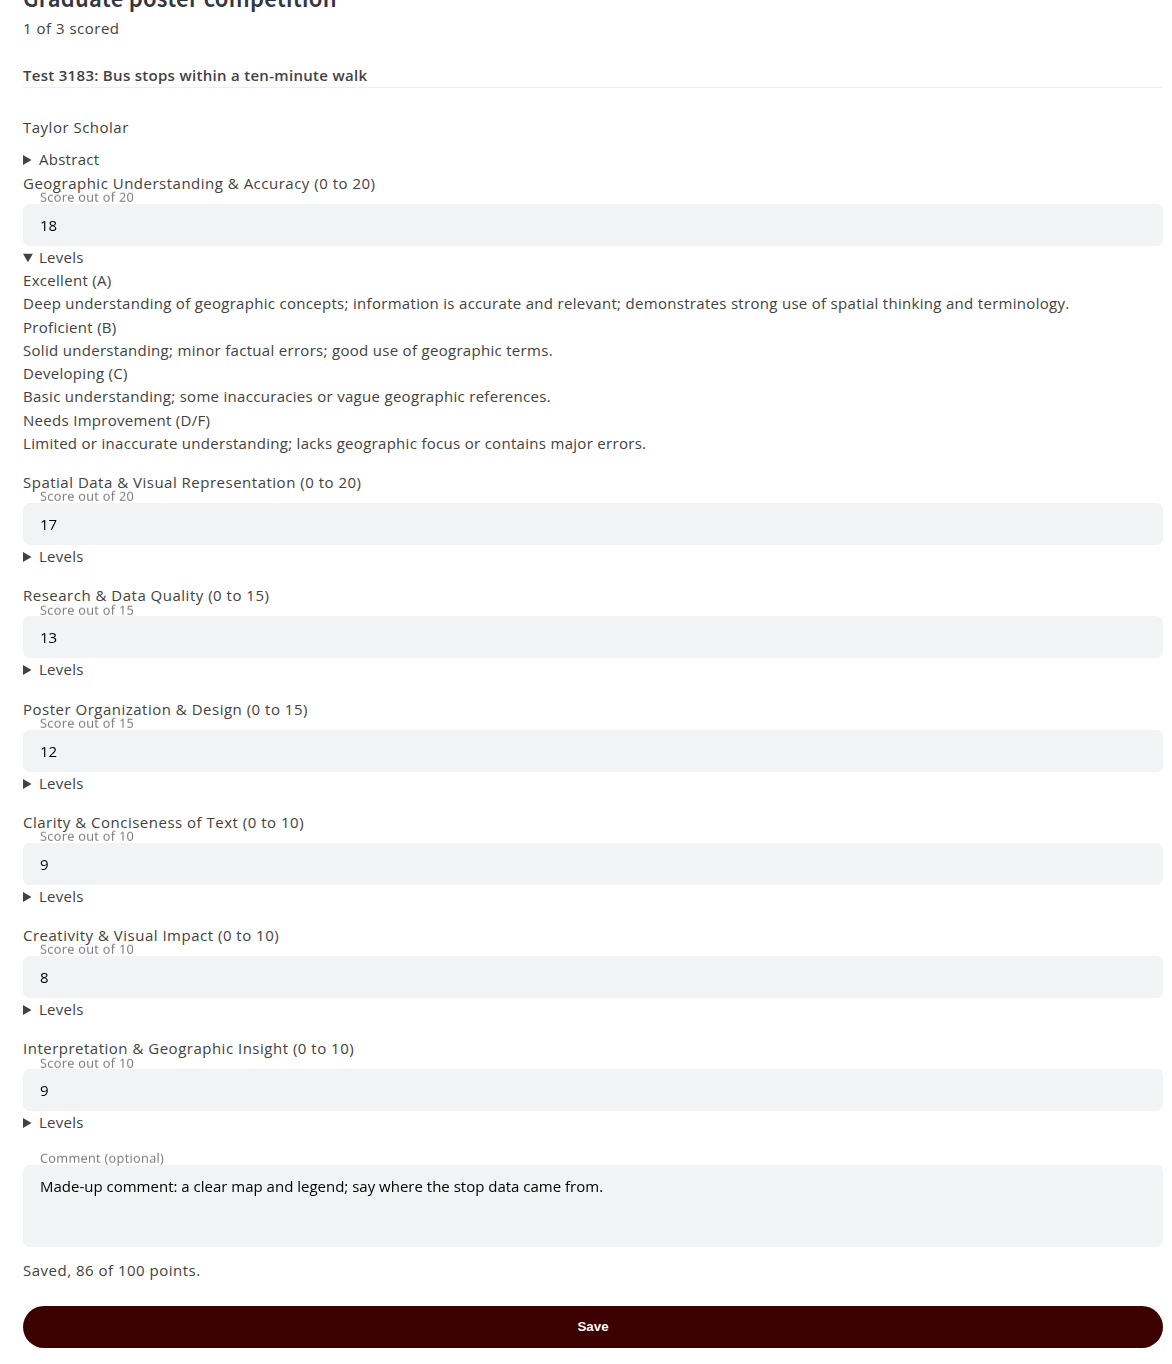 Graduate poster competition
1 of 3 scored
Test 3183: Bus stops within a ten-minute walk
Taylor Scholar
Abstract
Geographic Understanding & Accuracy (0 to 20)
Score out of 20
18
Levels
Excellent (A)
Deep understanding of geographic concepts; information is accurate and relevant; demonstrates strong use of spatial thinking and terminology.
Proficient (B)
Solid understanding; minor factual errors; good use of geographic terms.
Developing (C)
Basic understanding; some inaccuracies or vague geographic references.
Needs Improvement (D/F)
Limited or inaccurate understanding; lacks geographic focus or contains major errors.
Spatial Data & Visual Representation (0 to 20)
Score out of 20
17
Levels
Research & Data Quality (0 to 15)
Score out of 15
13
Levels
Poster Organization & Design (0 to 15)
Score out of 15
12
Levels
Clarity & Conciseness of Text (0 to 10)
Score out of 10
9
Levels
Creativity & Visual Impact (0 to 10)
Score out of 10
8
Levels
Interpretation & Geographic Insight (0 to 10)
Score out of 10
9
Levels
Comment (optional)
Made-up comment: a clear map and legend; say where the stop data came from.
Saved, 86 of 100 points.
Save